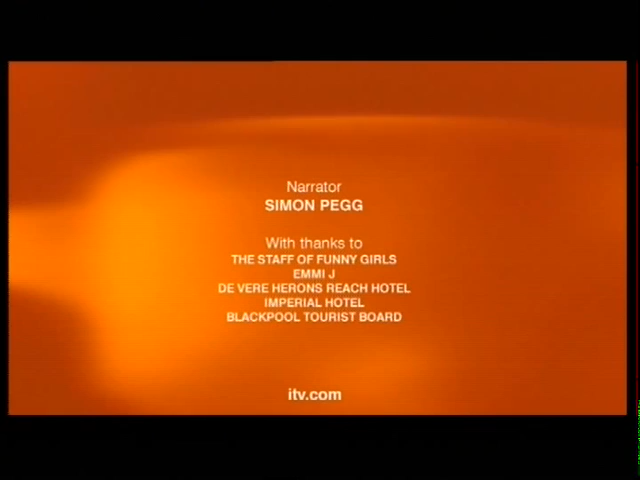 Narrator
SIMON PEGG
With thanks to
THE STAFF OF FUNNY GIRLS
EMMI J
DE VERE HERONS REACH HOTEL
IMPERIAL HOTEL
BLACKPOOL TOURIST BOARD
itv.com